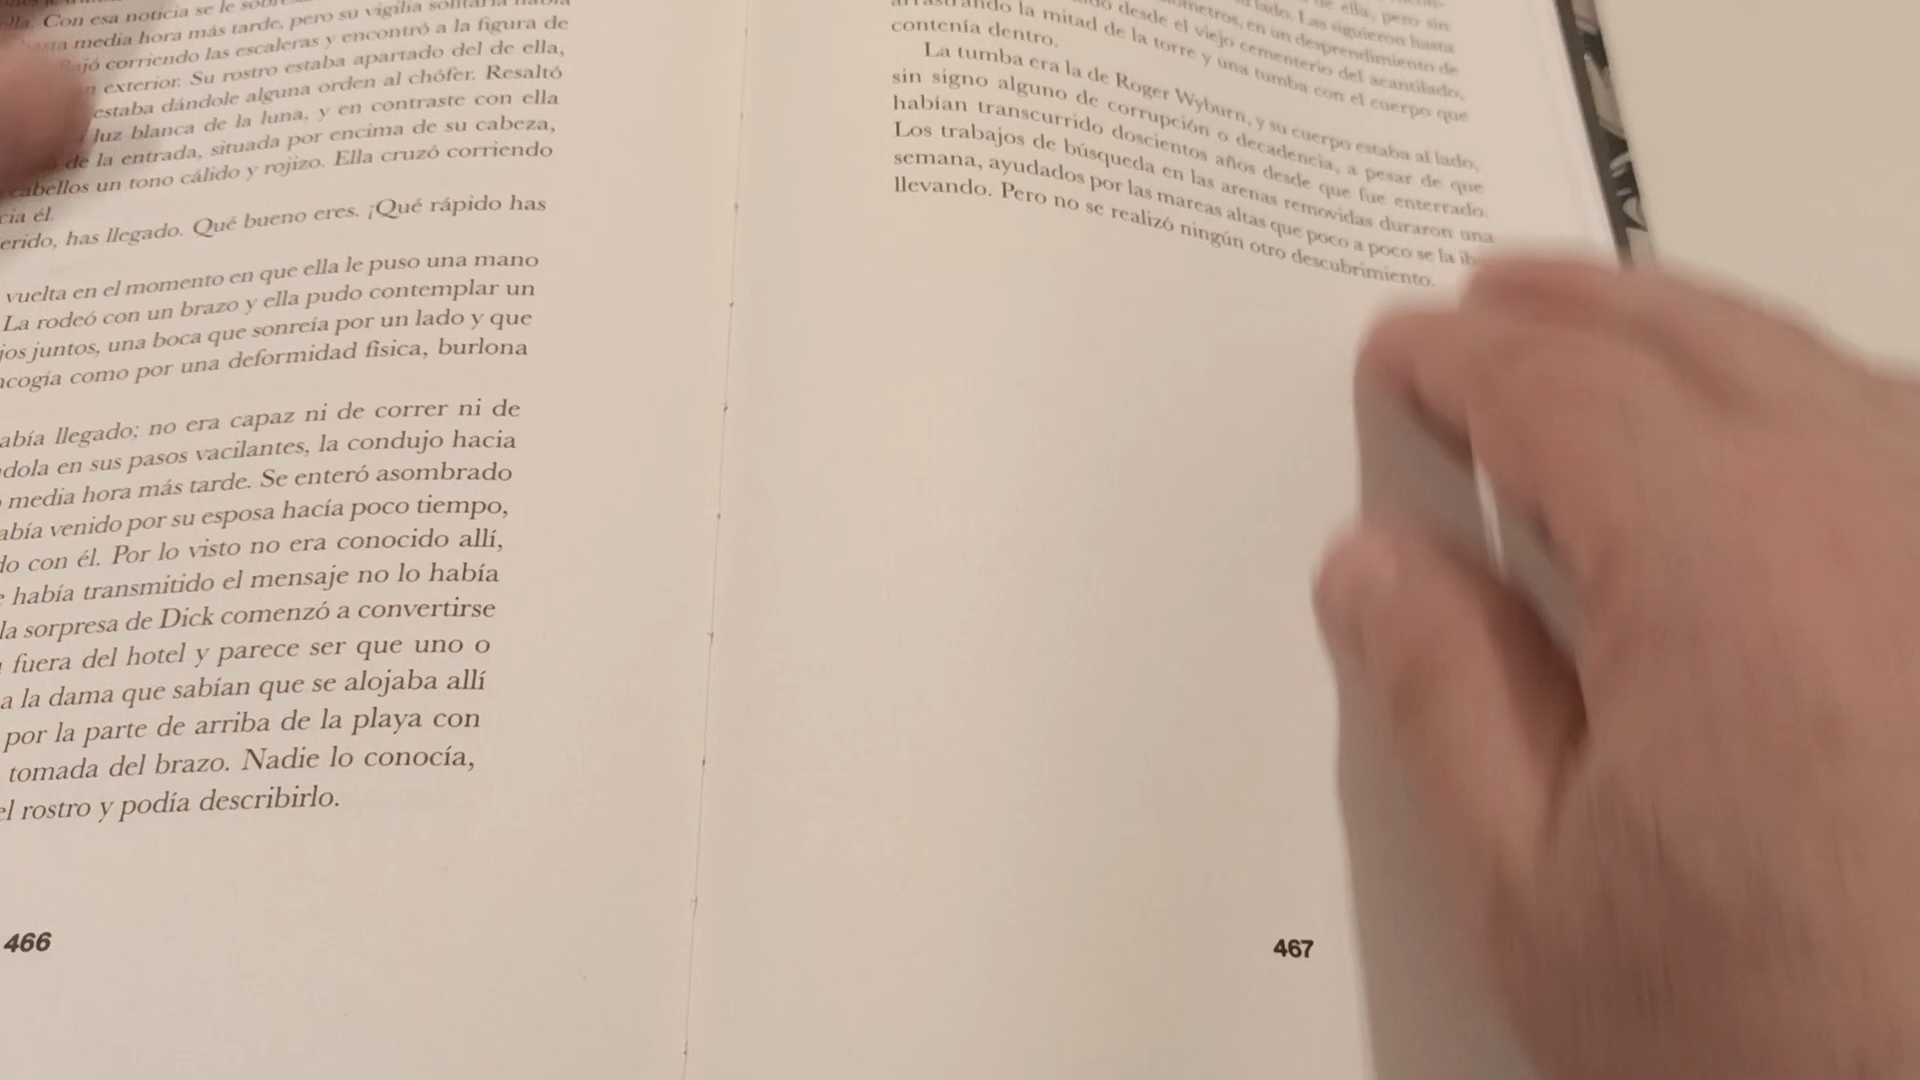 Con esa noticia se le
media hora más tarde, pero su vigilia solitaria había
Bajó corriendo las escaleras y encontró a la figura de
exterior. Su rostro estaba apartado del de ella,
estaba dándole alguna orden al chófer. Resaltó
luz blanca de la luna, y en contraste con ella
de la entrada, situada por encima de su cabeza,
cabellos un tono cálido y rojizo. Ella cruzó corriendo
cia él.
erido, has llegado. Qué bueno eres. ¡Qué rápido has
vuelta en el momento en que ella le puso una mano
La rodeó con un brazo y ella pudo contemplar un
jos juntos, una boca que sonreía por un lado y que
ncogía como por una deformidad física, burlona
abía llegado; no era capaz ni de correr ni de
dola en sus pasos vacilantes, la condujo hacia
media hora más tarde. Se enteró asombrado
abía venido por su esposa hacía poco tiempo,
do con él. Por lo visto no era conocido allí,
e había transmitido el mensaje no lo había
la sorpresa de Dick comenzó a convertirse
fuera del hotel y parece ser que uno o
a la dama que sabían que se alojaba allí
por la parte de arriba de la playa con
tomada del brazo. Nadie lo conocía,
el rostro y podía describirlo.
466
de ella, pero sin
lado. Las siguieron hasta
en un desprendimiento de
desde el viejo cementerio del acantilado,
la mitad de la torre y una tumba con el cuerpo que
contenía dentro.
La tumba era la de Roger Wyburn, y su cuerpo estaba al lado,
sin signo alguno de corrupción o decadencia, a pesar de que
habían transcurrido doscientos años desde que fue enterrado.
Los trabajos de búsqueda en las arenas removidas duraron una
semana, ayudados por las mareas altas que poco a poco se la
llevando. Pero no se realizó ningún otro descubrimiento.
467